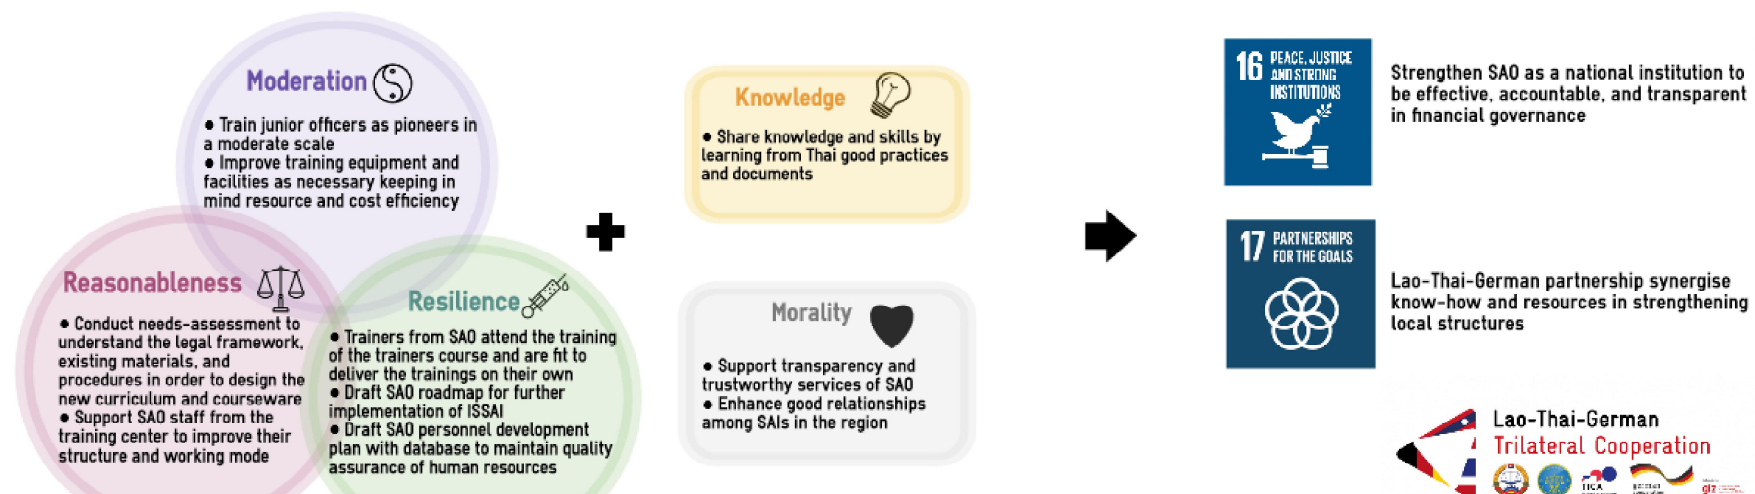 Moderation
● Train junior officers as pioneers in
a moderate scale
● Improve training equipment and
facilities as necessary keeping in
mind resource and cost efficiency
Reasonableness
● Conduct needs-assessment to
understand the legal framework,
existing materials, and
procedures in order to design the
new curriculum and courseware
● Support SAO staff from the
training center to improve their
structure and working mode
Resilience
● Trainers from SAO attend the training
of the trainers course and are fit to
deliver the trainings on their own
● Draft SAO roadmap for further
implementation of ISSAI
● Draft SAO personnel development
plan with database to maintain quality
assurance of human resources
Knowledge
● Share knowledge and skills by
learning from Thai good practices
and documents
Morality
● Support transparency and
trustworthy services of SAO
● Enhance good relationships
among SAIs in the region
16 PEACE, JUSTICE
AND STRONG
INSTITUTIONS
Strengthen SAO as a national institution to
be effective, accountable, and transparent
in financial governance
17 PARTNERSHIPS
FOR THE GOALS
Lao-Thai-German partnership synergise
know-how and resources in strengthening
local structures
Lao-Thai-German
Trilateral Cooperation
TICA
german
giz